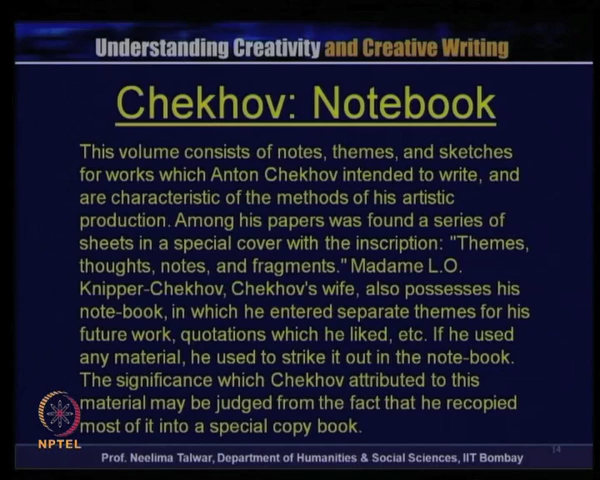 Understanding Creativity and Creative Writing
Chekhov: Notebook
This volume consists of notes, themes, and sketches
for works which Anton Chekhov intended to write, and
are characteristic of the methods of his artistic
production. Among his papers was found a series of
sheets in a special cover with the inscription: "Themes,
thoughts, notes, and fragments." Madame L.O.
Knipper-Chekhov, Chekhov's wife, also possesses his
note-book, in which he entered separate themes for his
future work, quotations which he liked, etc. If he used
any material, he used to strike it out in the note-book.
The significance which Chekhov attributed to this
material may be judged from the fact that he recopied
most of it into a special copy book.
NPTEL
14
Prof. Neelima Talwar, Department of Humanities & Social Sciences, IIT Bombay